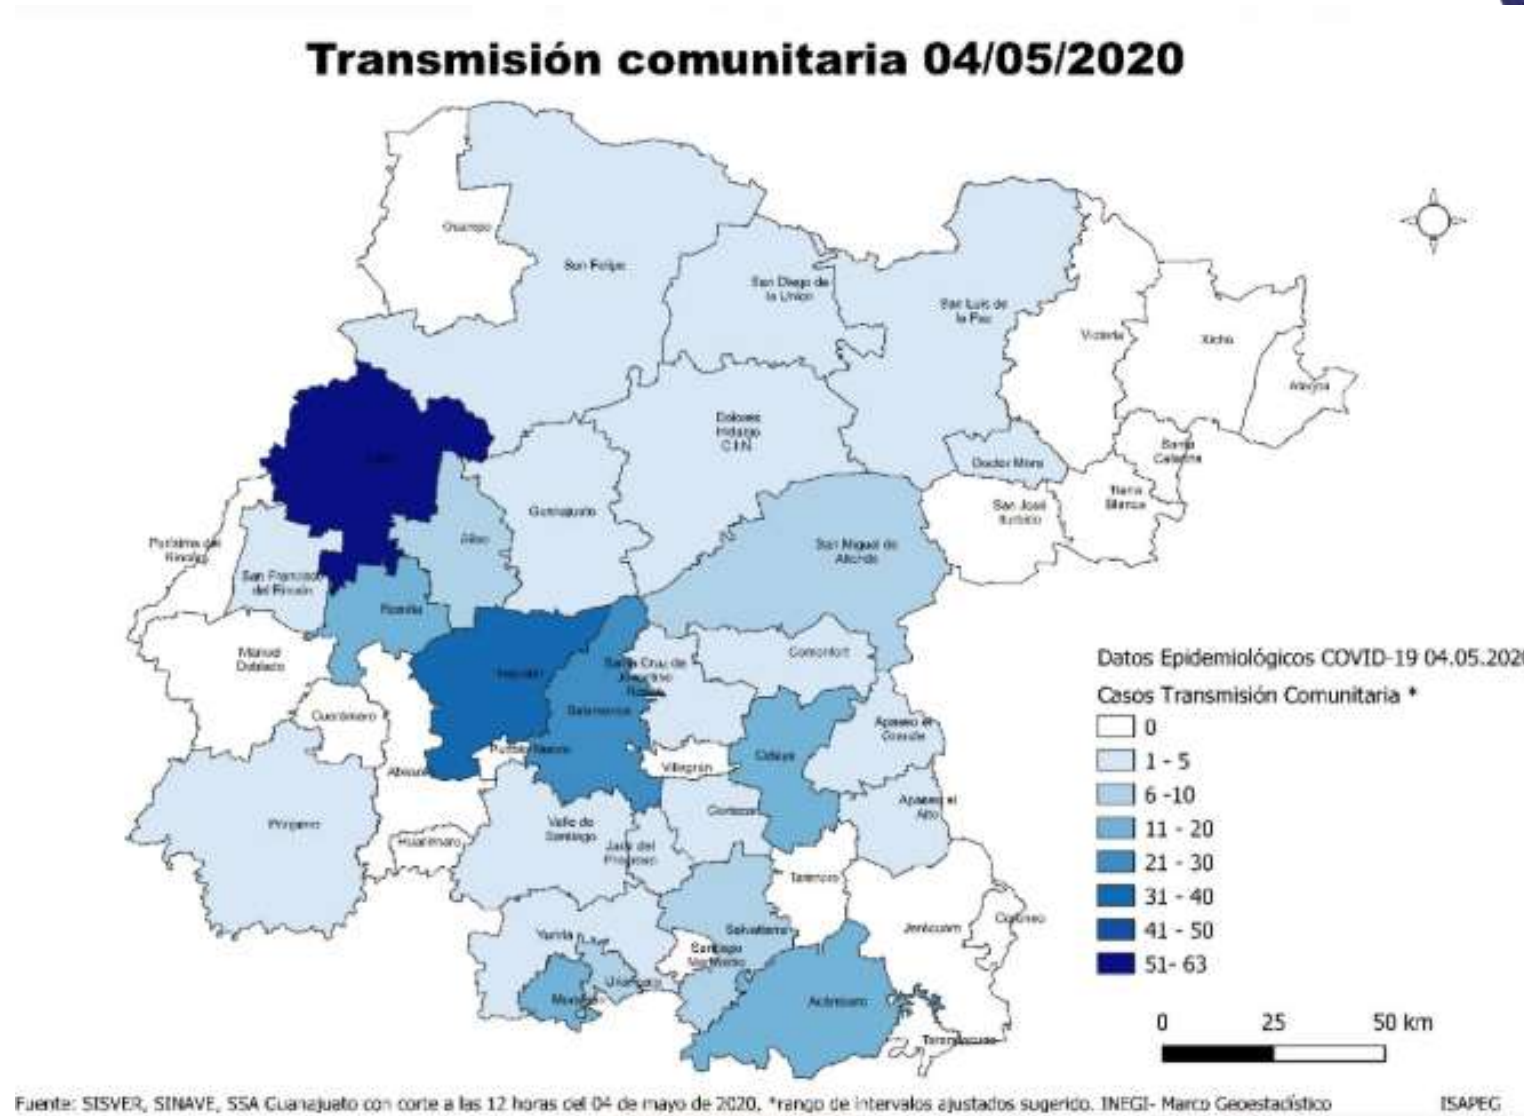 Transmisión comunitaria 04/05/2020
Ocampo
San Felipe
San Diego de
la Union
San Luis de
la Paz
Victoria
Xichú
Atarjea
Dolores
Hidalgo
C.I.N.
Doctor Mora
Santa
Catarina
Tierra
Blanca
San José
Iturbide
Guanajuato
Silao
San Miguel de
Allende
Purísima del
Rincón
San Francisco
del Rincón
Romita
Manuel
Doblado
Irapuato
Santa Cruz de
Juventino
Rosas
Comonfort
Salamanca
Cuerámaro
Apaseo el
Grande
Pueblo Nuevo
Villagrán
Celaya
Abasolo
Apaseo el
Alto
Pénjamo
Cortazar
Valle de
Santiago
Huanímaro
Jaral del
Progreso
Tarimoro
Coroneo
Jerécuaro
Salvatierra
Yuriria
Santiago
Maravatío
Uriangato
Moroleón
Acámbaro
Tarandacuao
Datos Epidemiológicos COVID-19 04.05.2020
Casos Transmisión Comunitaria *
0
1 - 5
6 -10
11 - 20
21 - 30
31 - 40
41 - 50
51- 63
0 25 50 km
Fuente: SISVER, SINAVE, SSA Guanajuato con corte a las 12 horas del 04 de mayo de 2020, *rango de intervalos ajustados sugerido. INEGI- Marco Geoestadístico ISAPEG